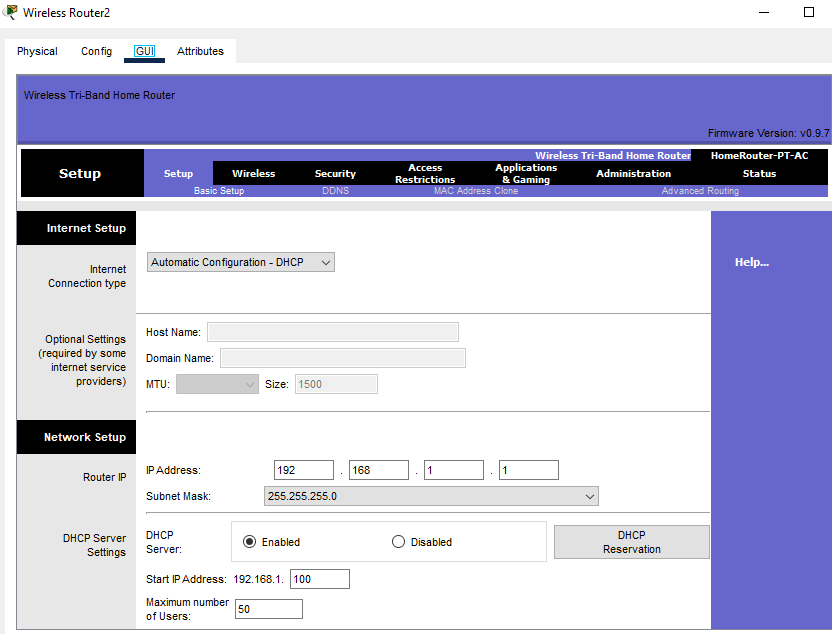 Wireless Router2
Physical Config GUI Attributes
Wireless Tri-Band Home Router
Firmware Version: v0.9.7
Wireless Tri-Band Home Router HomeRouter-PT-AC
Setup
Setup Wireless Security Access Restrictions Applications & Gaming Administration Status
Basic Setup DDNS MAC Address Clone Advanced Routing
Internet Setup
Internet Connection type
Automatic Configuration - DHCP
Help...
Optional Settings
(required by some
internet service
providers)
Host Name:
Domain Name:
MTU: Size: 1500
Network Setup
Router IP
IP Address: 192 . 168 . 1 . 1
Subnet Mask: 255.255.255.0
DHCP Server
Settings
DHCP
Server:
Enabled Disabled
DHCP
Reservation
Start IP Address: 192.168.1. 100
Maximum number
of Users:
50